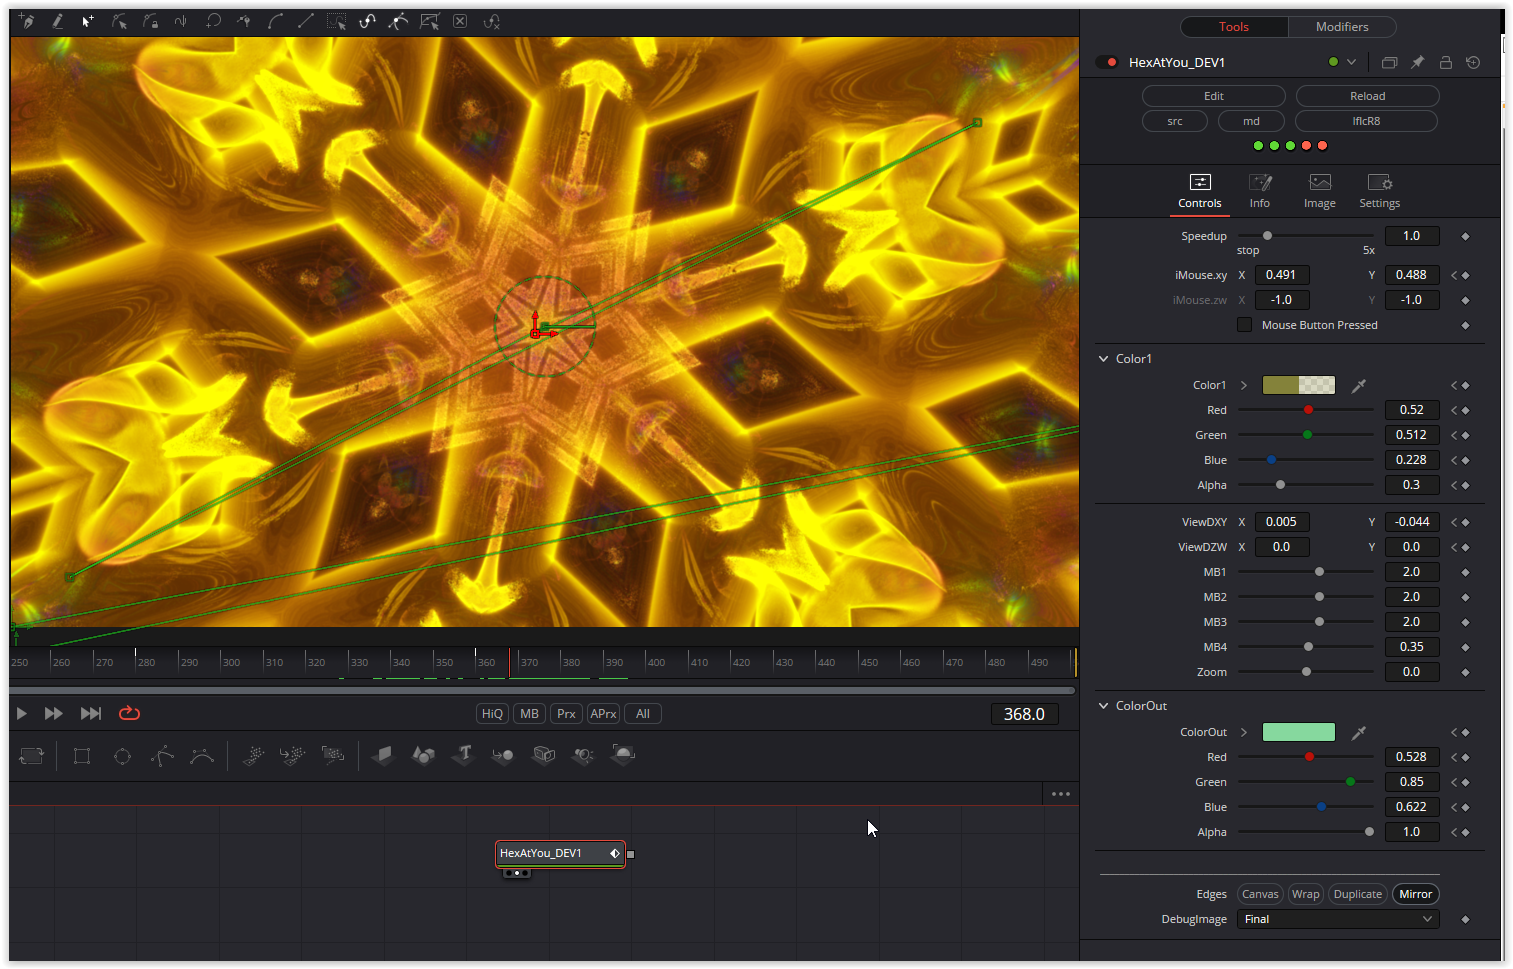 Tools Modifiers
HexAtYou_DEV1
Edit Reload
src md lflcR8
Controls Info Image Settings
Speedup 1.0
stop 5x
iMouse.xy X 0.491 Y 0.488
iMouse.zw X -1.0 Y -1.0
Mouse Button Pressed
Color1
Color1
Red 0.52
Green 0.512
Blue 0.228
Alpha 0.3
ViewDXY X 0.005 Y -0.044
ViewDZW X 0.0 Y 0.0
MB1 2.0
MB2 2.0
MB3 2.0
MB4 0.35
Zoom 0.0
ColorOut
ColorOut
Red 0.528
Green 0.85
Blue 0.622
Alpha 1.0
Edges Canvas Wrap Duplicate Mirror
DebugImage Final
250 260 270 280 290 300 310 320 330 340 350 360 370 380 390 400 410 420 430 440 450 460 470 480 490
HiQ MB Prx APrx All 368.0
HexAtYou_DEV1